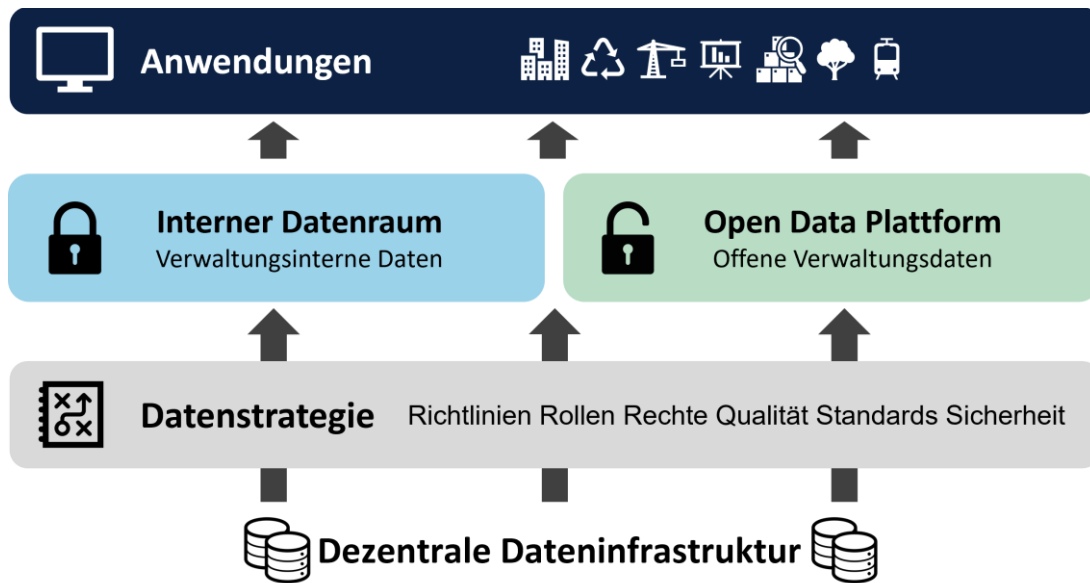 Anwendungen
Interner Datenraum
Verwaltungsinterne Daten
Open Data Plattform
Offene Verwaltungsdaten
Datenstrategie Richtlinien Rollen Rechte Qualität Standards Sicherheit
Dezentrale Dateninfrastruktur